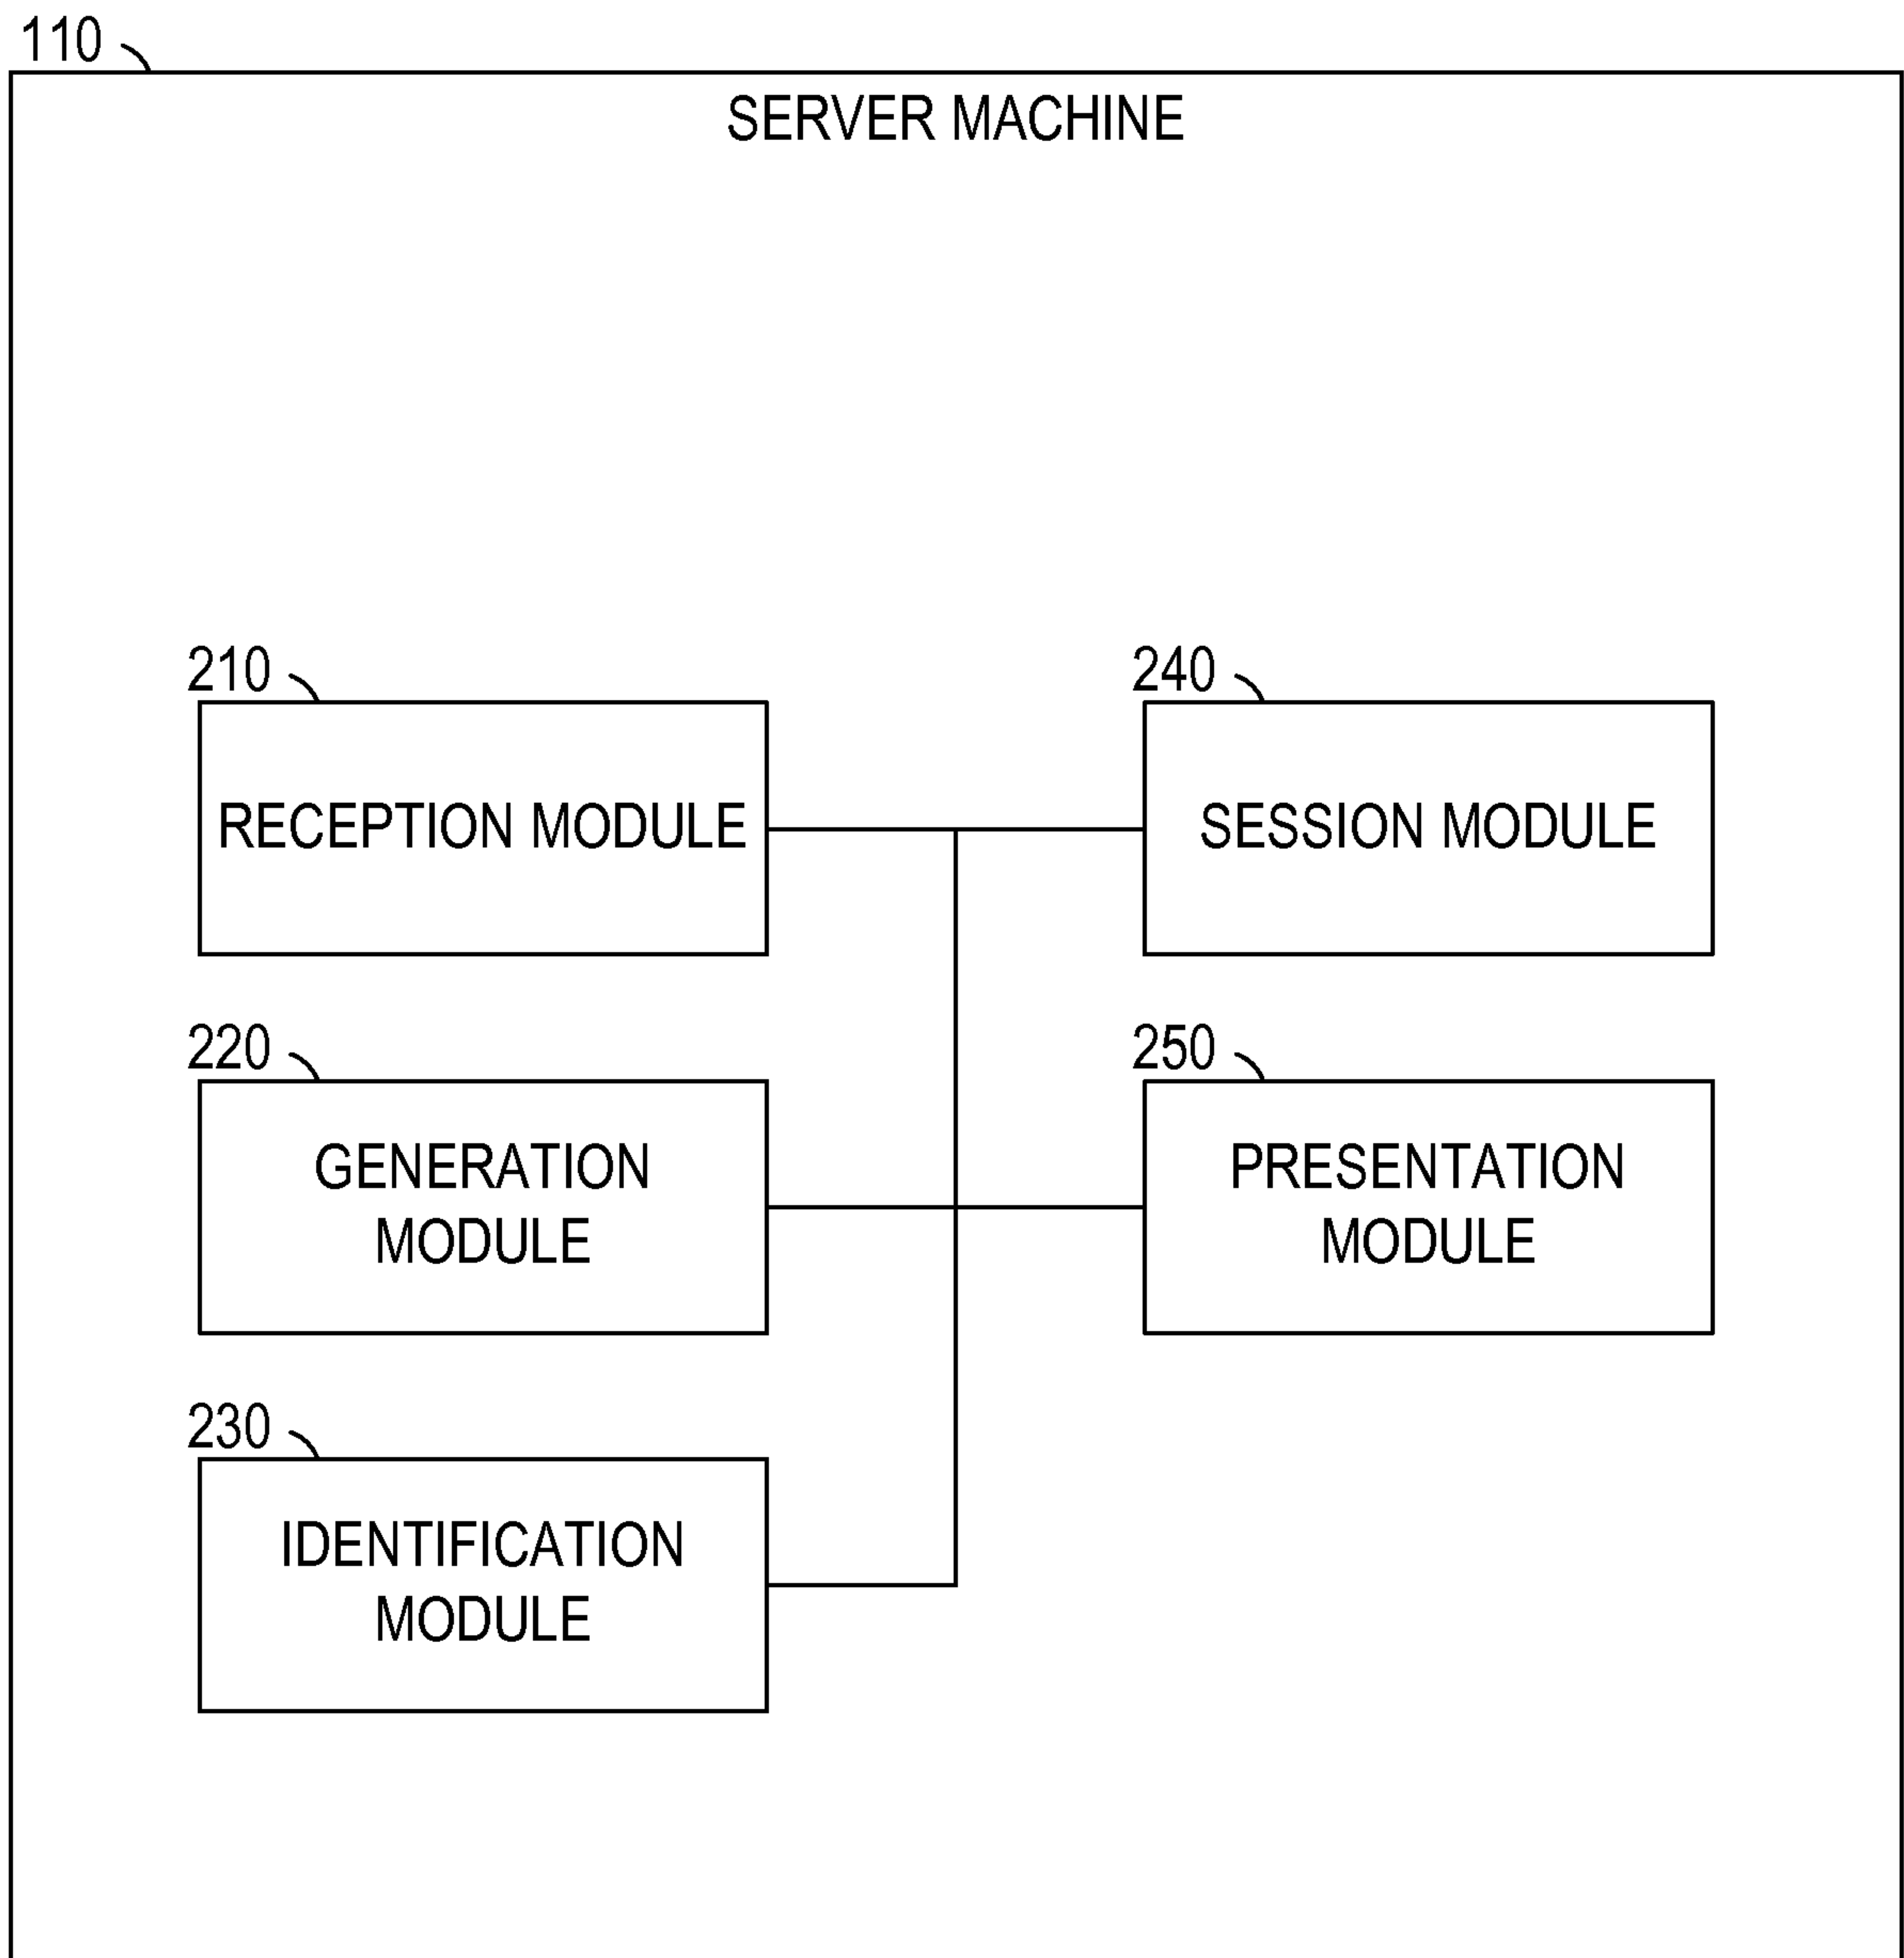 110
SERVER MACHINE
210
RECEPTION MODULE
240
SESSION MODULE
220
GENERATION
MODULE
250
PRESENTATION
MODULE
230
IDENTIFICATION
MODULE